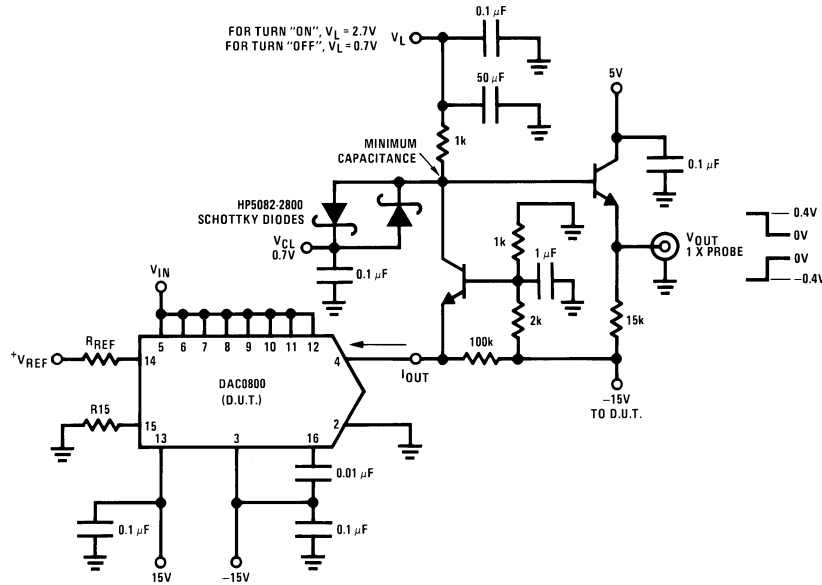 FOR TURN "ON", VL = 2.7V
FOR TURN "OFF", VL = 0.7V
VL
0.1 μF
50 μF
5V
1k
MINIMUM
CAPACITANCE
0.1 μF
HP5082-2800
SCHOTTKY DIODES
VCL
0.7V
0.1 μF
1k
1 μF
2k
VOUT
1 X PROBE
0.4V
0V
0V
-0.4V
15k
VIN
5 6 7 8 9 10 11 12
+VREF
RREF
14
4
IOUT
100k
-15V
TO D.U.T.
DAC0800
(D.U.T.)
R15
15
2
13
3
16
0.01 μF
0.1 μF
0.1 μF
15V
-15V